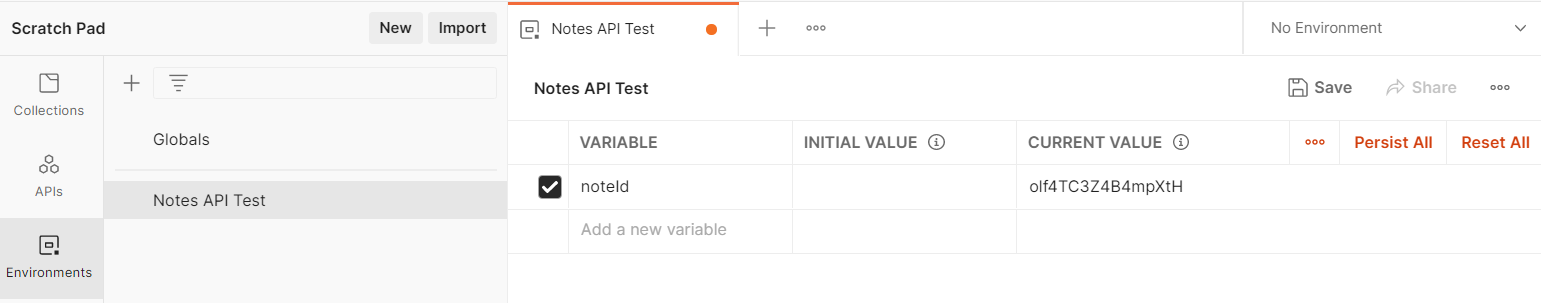 Scratch Pad New Import
Notes API Test
No Environment
Collections
APIs
Environments
Globals
Notes API Test
Notes API Test
Save Share
VARIABLE INITIAL VALUE CURRENT VALUE Persist All Reset All
noteId olf4TC3Z4B4mpXtH
Add a new variable